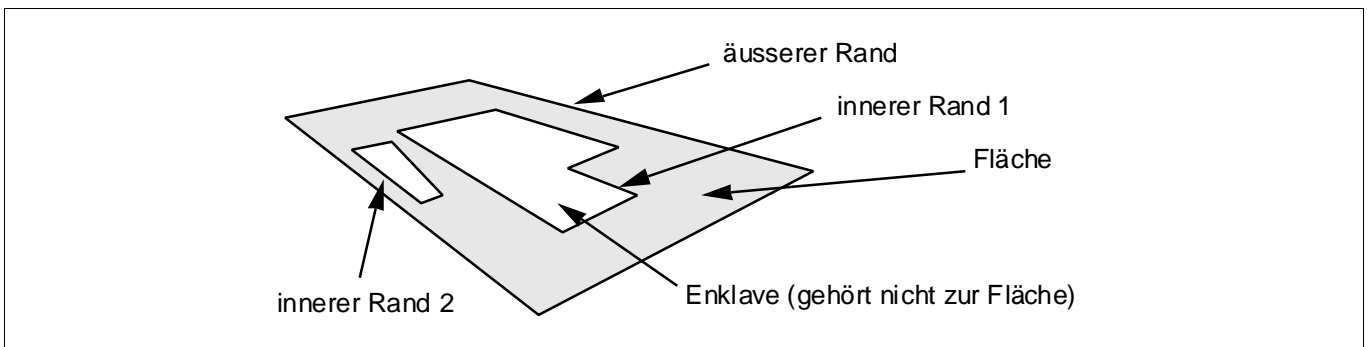 äusserer Rand
innerer Rand 1
Fläche
Enklave (gehört nicht zur Fläche)
innerer Rand 2